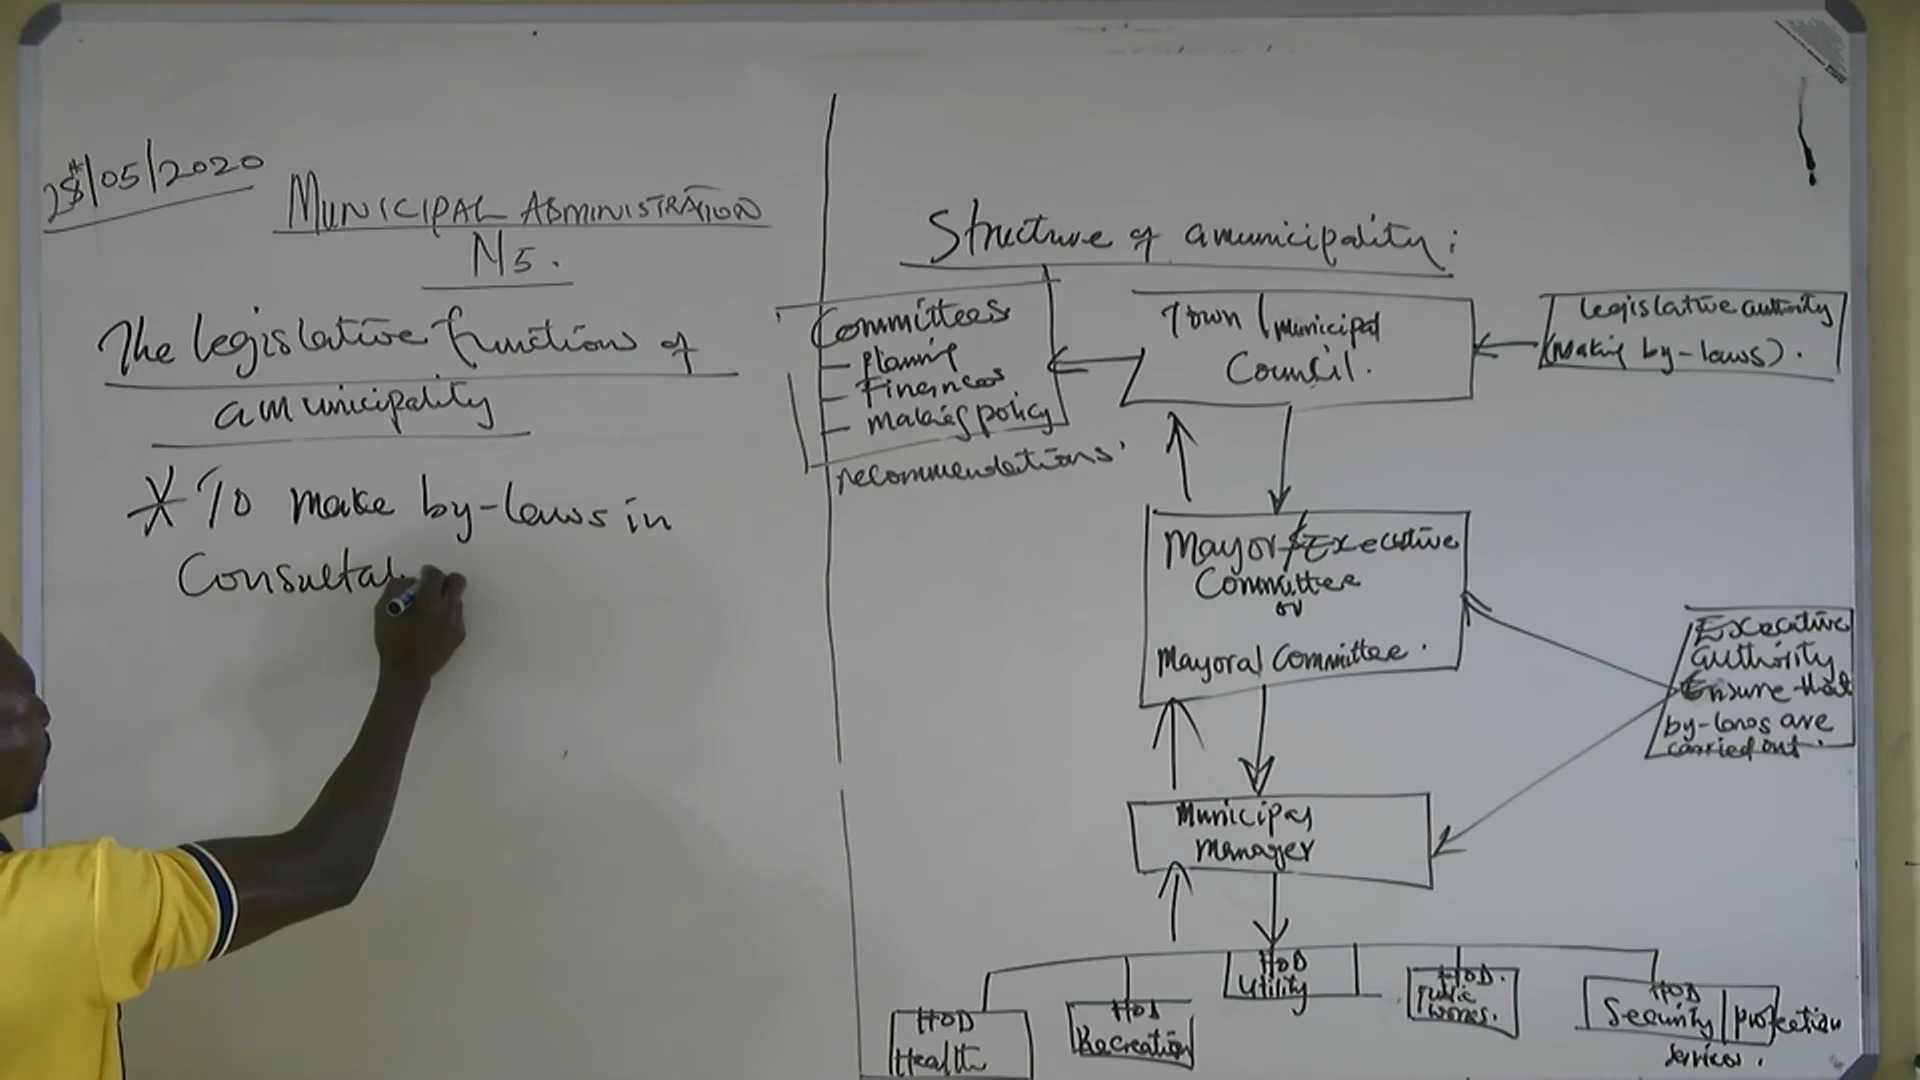 28/05/2020
MUNICIPAL ADMINISTRATION
N5.
The legislative functions of
a municipality
* To make by-laws in
Consultat
Structure of a municipality:
Committees
- planning
- Finances
- makes policy
recommendations.
Town / Municipal
Council.
legislative authority
(making by-laws).
Mayor/Executive
Committee
or
Mayoral Committee.
Executive
authority
Ensure that
by-laws are
carried out.
Municipal
manager
HOD
Health
HOD
Recreation
HOD
Utility
HOD.
Public
works.
HOD
Security | protection
services.